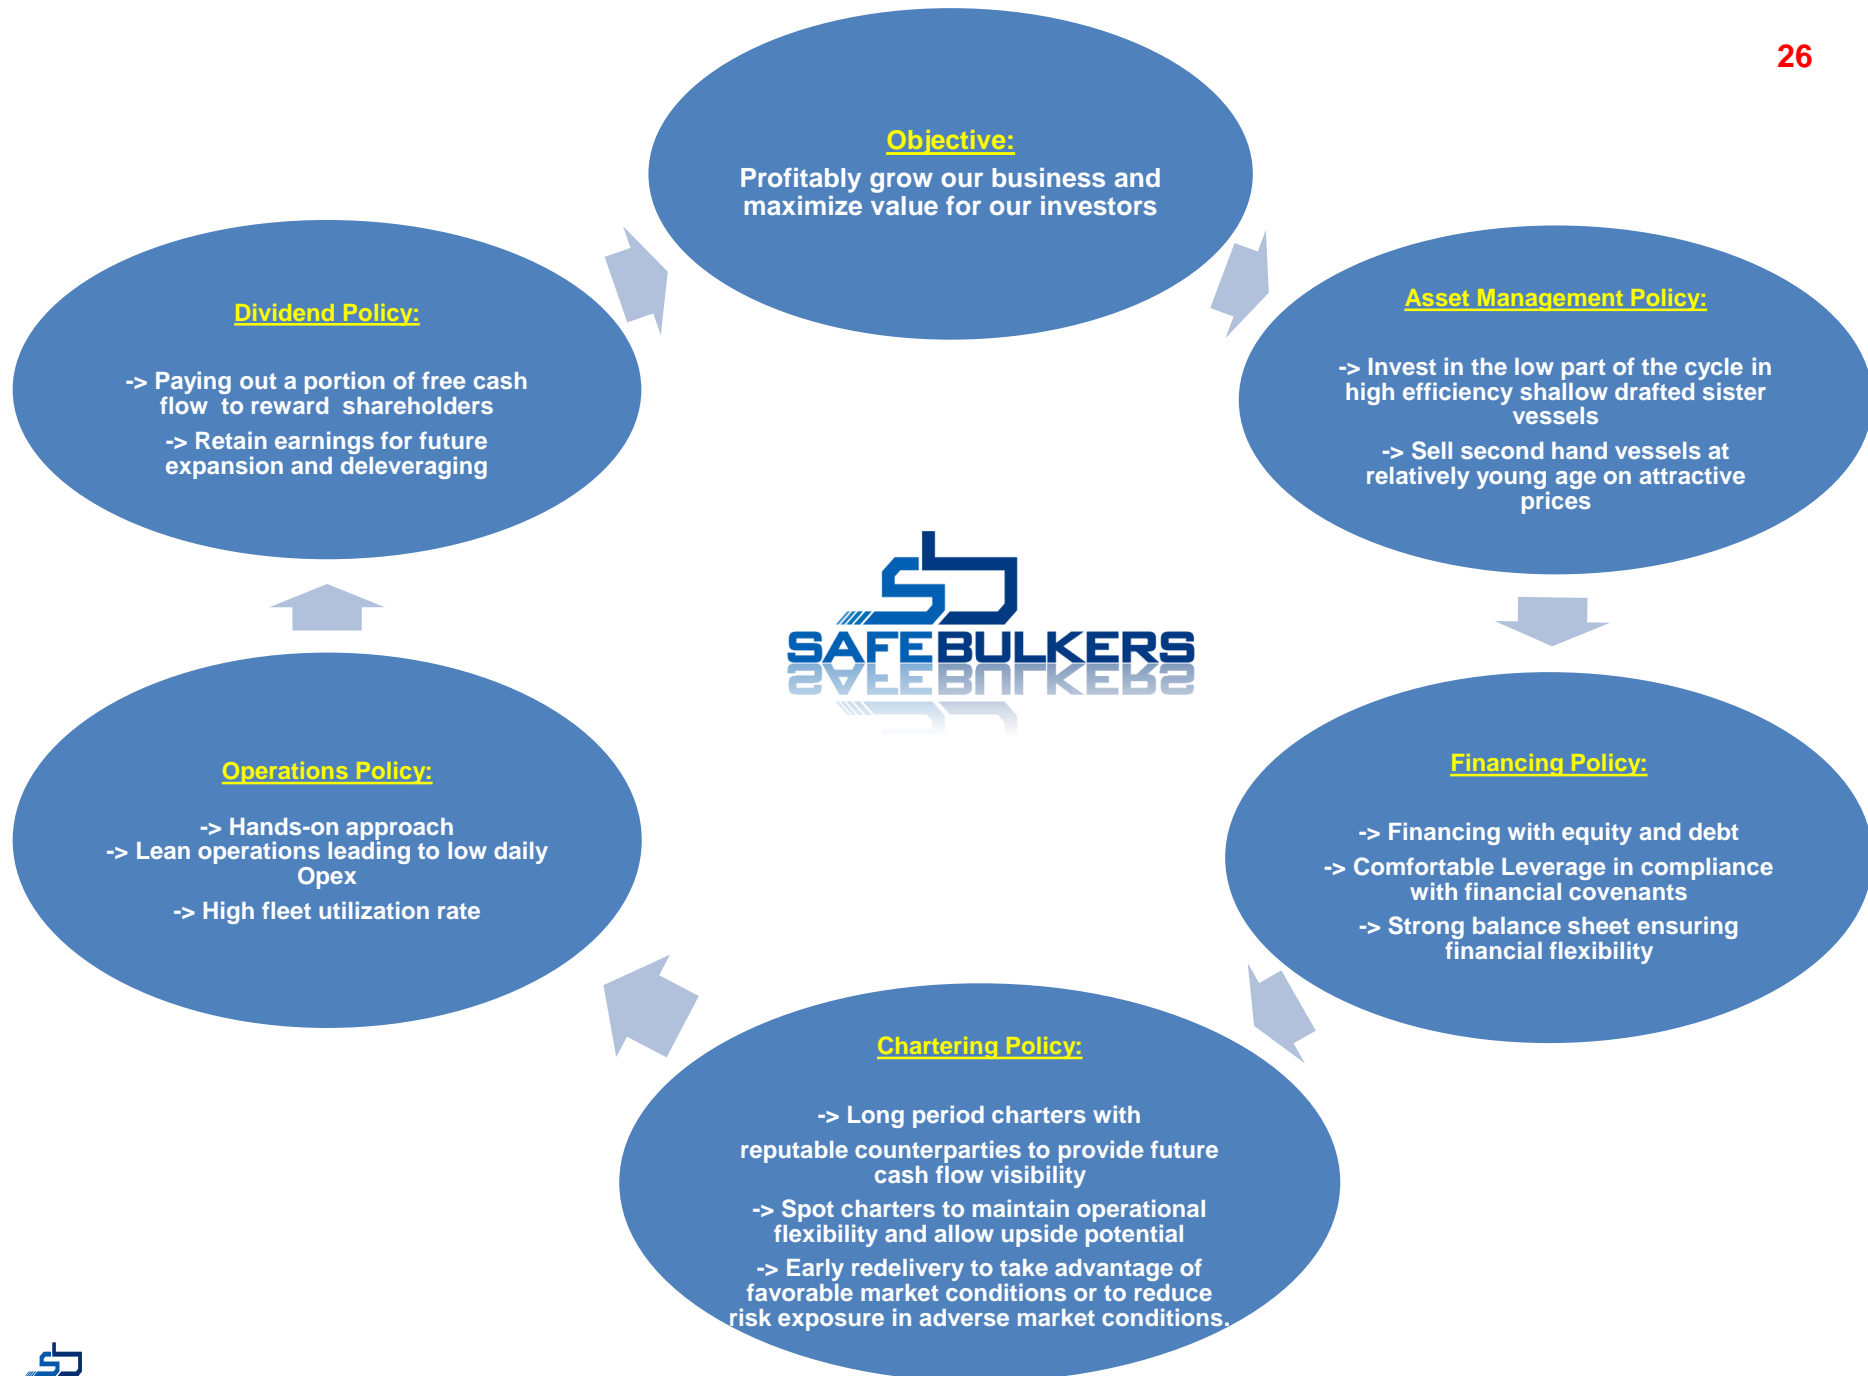 26
Objective:
Profitably grow our business and
maximize value for our investors
Asset Management Policy:
-> Invest in the low part of the cycle in
high efficiency shallow drafted sister
vessels
-> Sell second hand vessels at
relatively young age on attractive
prices
Financing Policy:
-> Financing with equity and debt
-> Comfortable Leverage in compliance
with financial covenants
-> Strong balance sheet ensuring
financial flexibility
Chartering Policy:
-> Long period charters with
reputable counterparties to provide future
cash flow visibility
-> Spot charters to maintain operational
flexibility and allow upside potential
-> Early redelivery to take advantage of
favorable market conditions or to reduce
risk exposure in adverse market conditions.
Operations Policy:
-> Hands-on approach
-> Lean operations leading to low daily
Opex
-> High fleet utilization rate
Dividend Policy:
-> Paying out a portion of free cash
flow  to reward  shareholders
-> Retain earnings for future
expansion and deleveraging
SAFEBULKERS